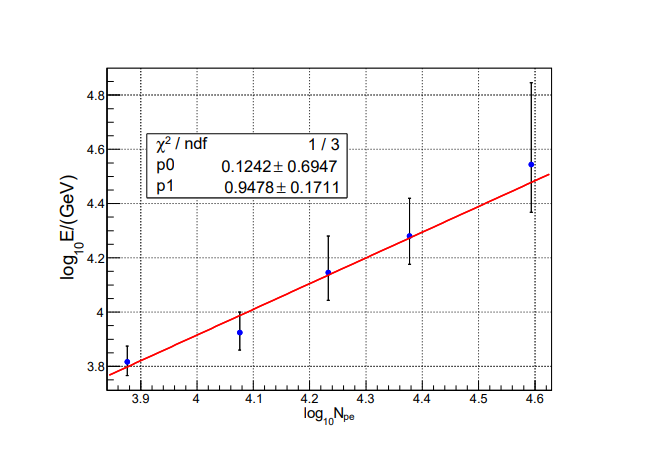 log10E/(GeV)
4.8
4.6
4.4
4.2
4
3.8
χ² / ndf 1 / 3
p0 0.1242 ± 0.6947
p1 0.9478 ± 0.1711
3.9 4 4.1 4.2 4.3 4.4 4.5 4.6
log10Npe